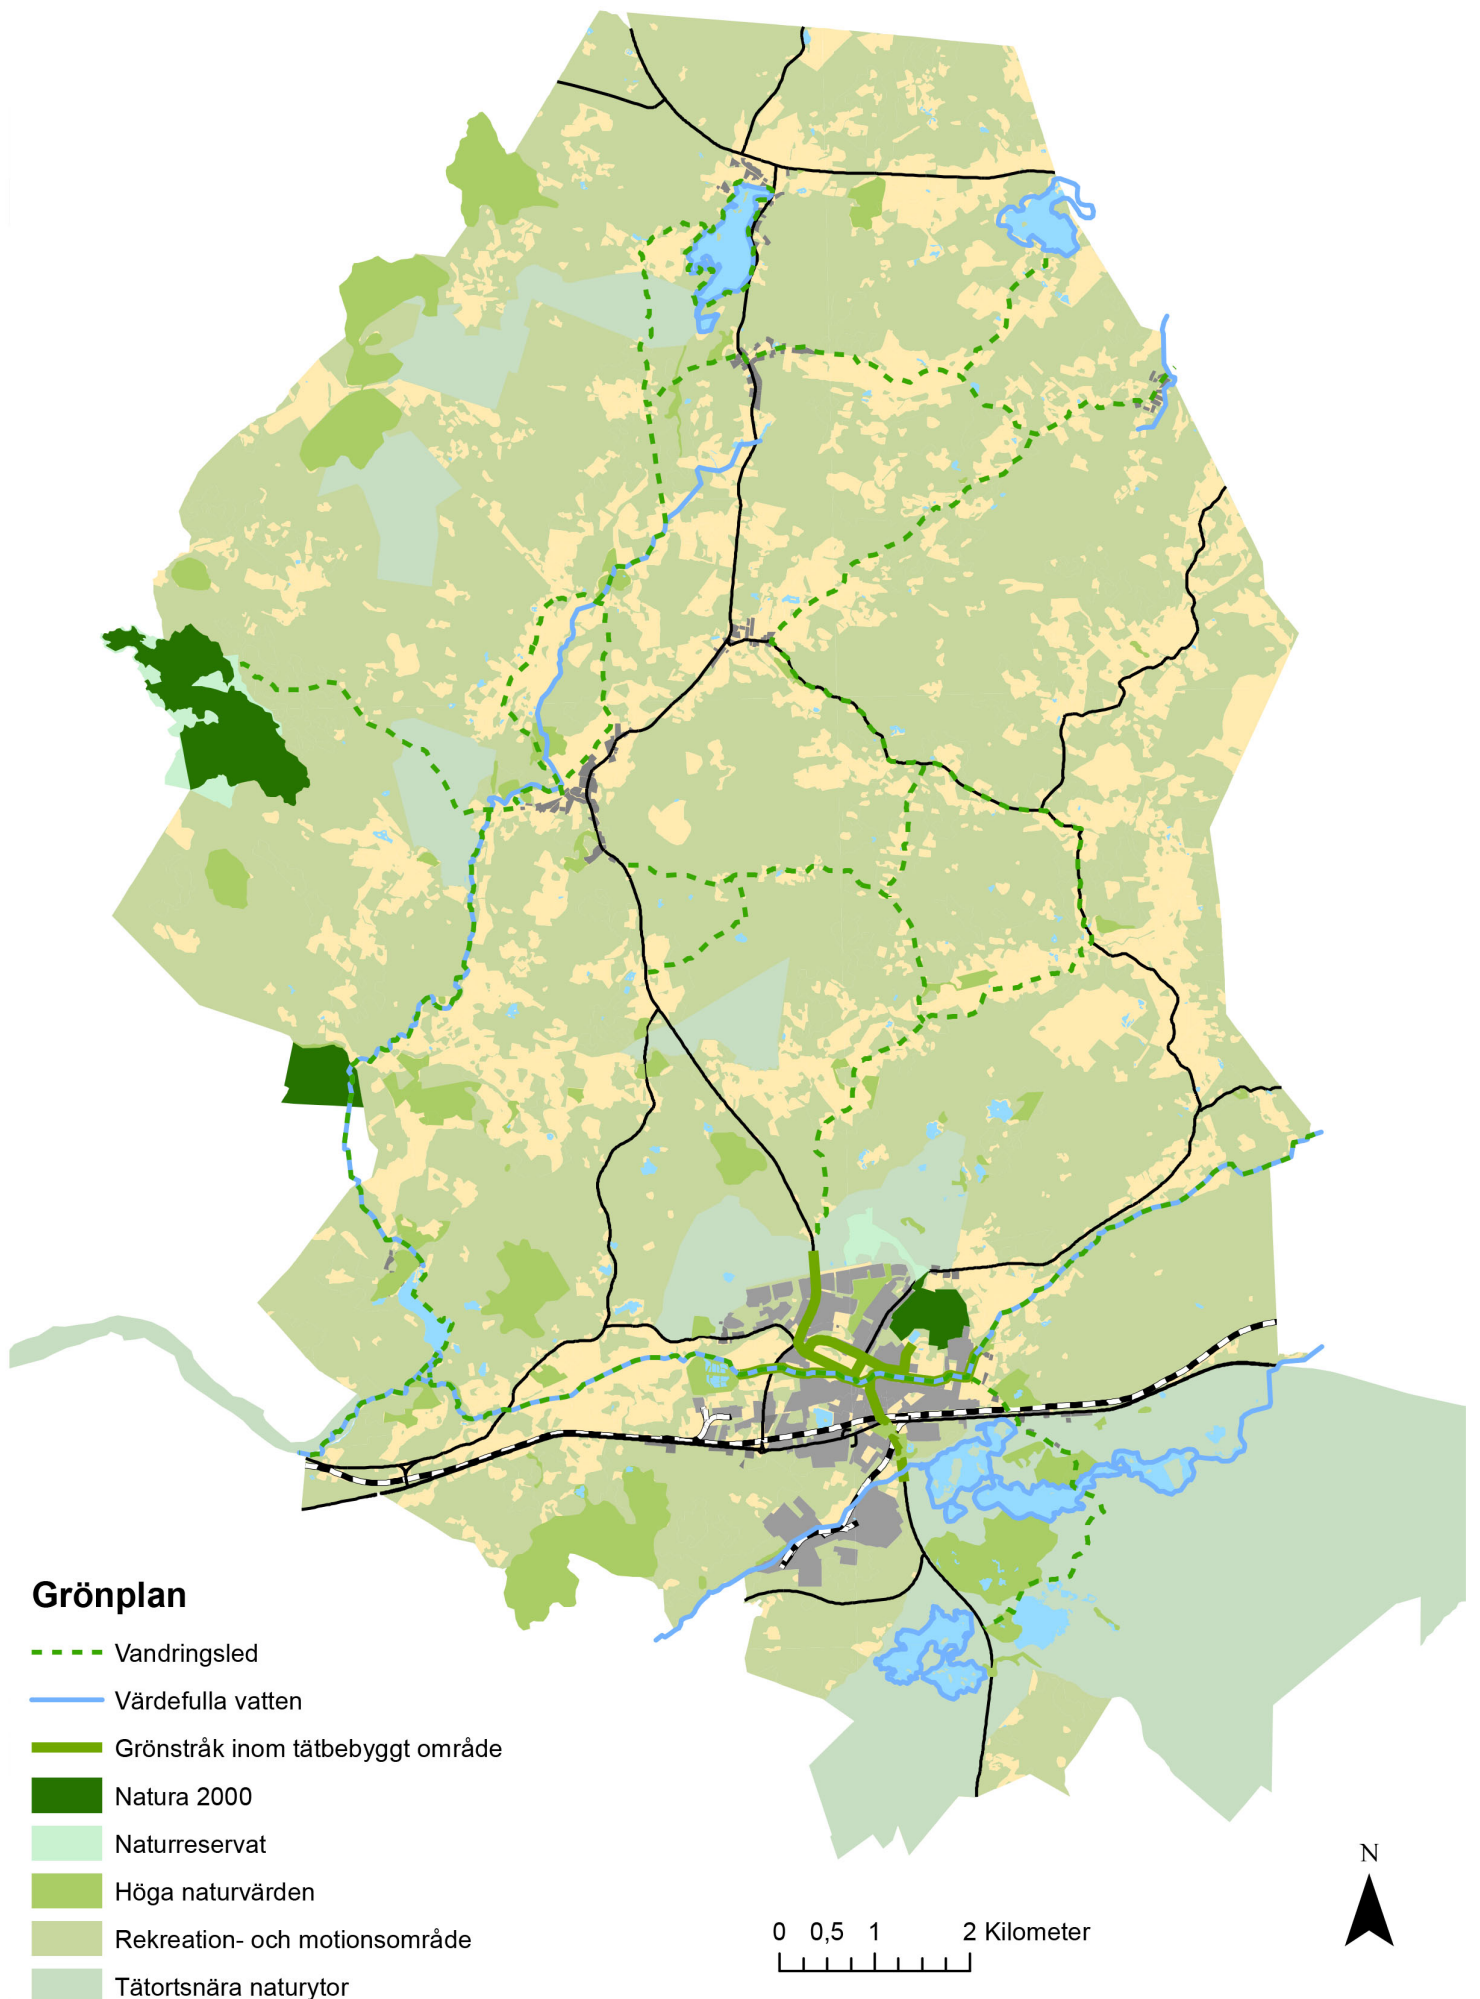 Grönplan
Vandringsled
Värdefulla vatten
Grönstråk inom tätbebyggt område
Natura 2000
Naturreservat
Höga naturvärden
Rekreation- och motionsområde
Tätortsnära naturytor
N
0 0,5 1 2 Kilometer